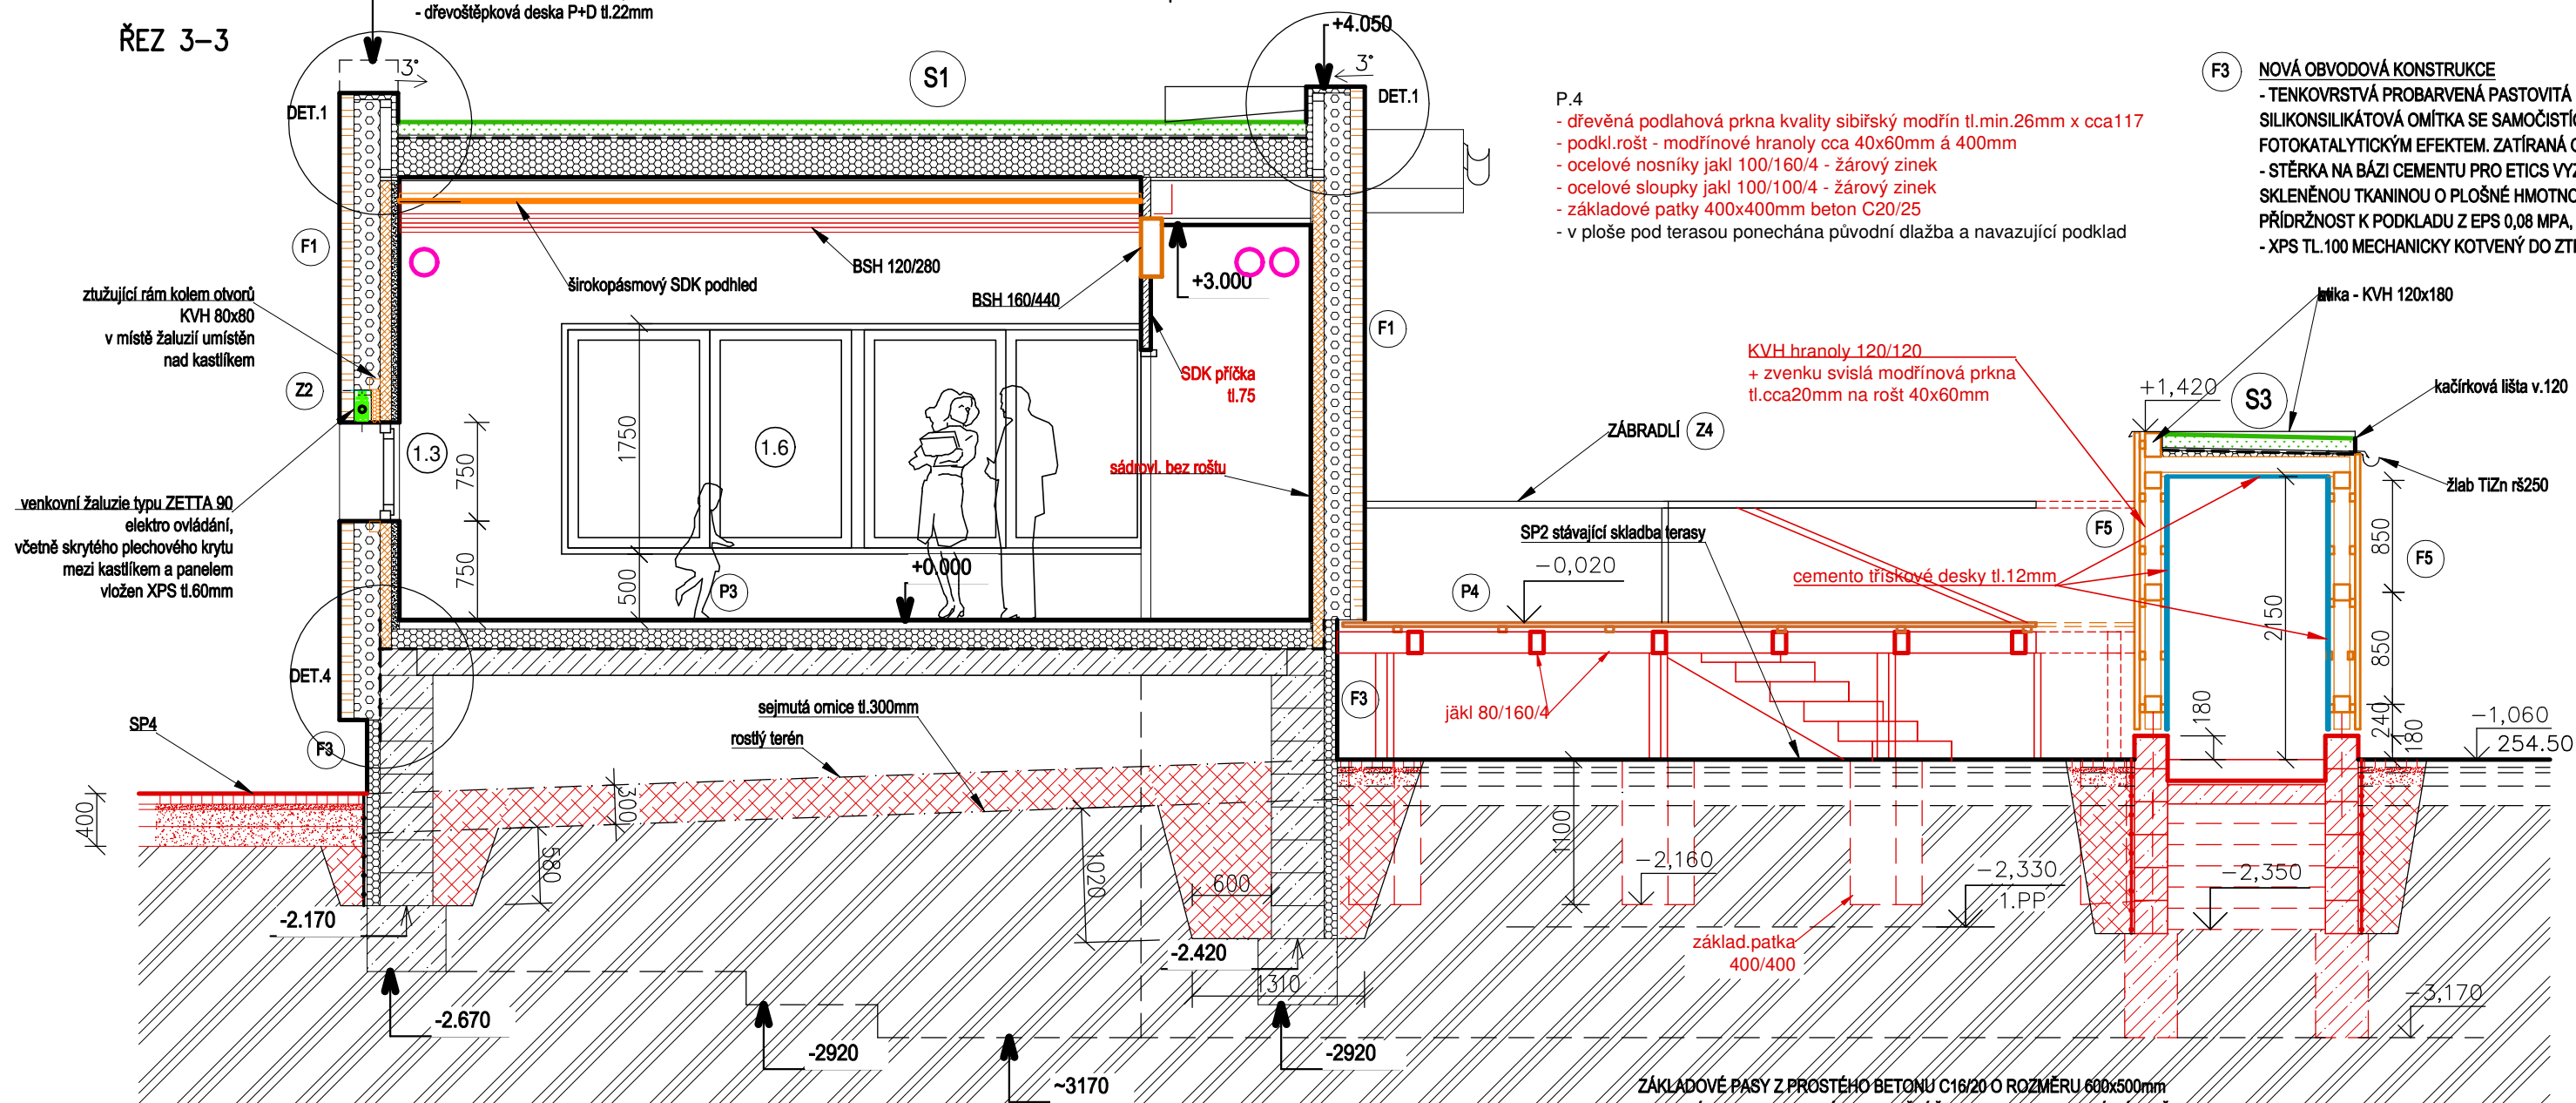 - dřevoštěpková deska P+D tl.22mm
ŘEZ 3-3
3°
S1
+4.050
3°
DET.1
DET.1
P.4
- dřevěná podlahová prkna kvality sibiřský modřín tl.min.26mm x cca117
- podkl.rošt - modřínové hranoly cca 40x60mm á 400mm
- ocelové nosníky jakl 100/160/4 - žárový zinek
- ocelové sloupky jakl 100/100/4 - žárový zinek
- základové patky 400x400mm beton C20/25
- v ploše pod terasou ponechána původní dlažba a navazující podklad
F3
NOVÁ OBVODOVÁ KONSTRUKCE
- TENKOVRSTVÁ PROBARVENÁ PASTOVITÁ
SILIKONSILIKÁTOVÁ OMÍTKA SE SAMOČISTÍC
FOTOKATALYTICKÝM EFEKTEM. ZATÍRANÁ
- STĚRKA NA BÁZI CEMENTU PRO ETICS VYZ
SKLENĚNOU TKANINOU O PLOŠNÉ HMOTNO
PŘÍDRŽNOST K PODKLADU Z EPS 0,08 MPA,
- XPS TL.100 MECHANICKY KOTVENÝ DO ZTI
F1
ztužující rám kolem otvorů
KVH 80x80
v místě žaluzií umístěn
nad kastlíkem
Z2
širokopásmový SDK podhled
BSH 120/280
BSH 160/440
+3.000
F1
SDK příčka
tl.75
sádrovl. bez roštu
1.3
1.6
750
750
1750
500
+0.000
P3
venkovní žaluzie typu ZETTA 90
elektro ovládání,
včetně skrytého plechového krytu
mezi kastlíkem a panelem
vložen XPS tl.60mm
DET.4
F3
SP4
400
KVH hranoly 120/120
+ zvenku svislá modřínová prkna
tl.cca20mm na rošt 40x60mm
- KVH 120x180
+1,420
S3
kačírková lišta v.120
žlab TiZn rš250
ZÁBRADLÍ
Z4
SP2 stávající skladba terasy
-0,020
P4
cemento třískové desky tl.12mm
F5
F5
2150
850
850
240
180
180
-1,060
254.50
F3
jäkl 80/160/4
sejmutá ornice tl.300mm
rostlý terén
300
580
1020
600
1310
1100
-2,160
-2,330
1.PP
-2,350
-3,170
základ.patka
400/400
-2.170
-2.420
-2.670
-2920
-2920
~3170
ZÁKLADOVÉ PASY Z PROSTÉHO BETONU C16/20 O ROZMĚRU 600x500mm